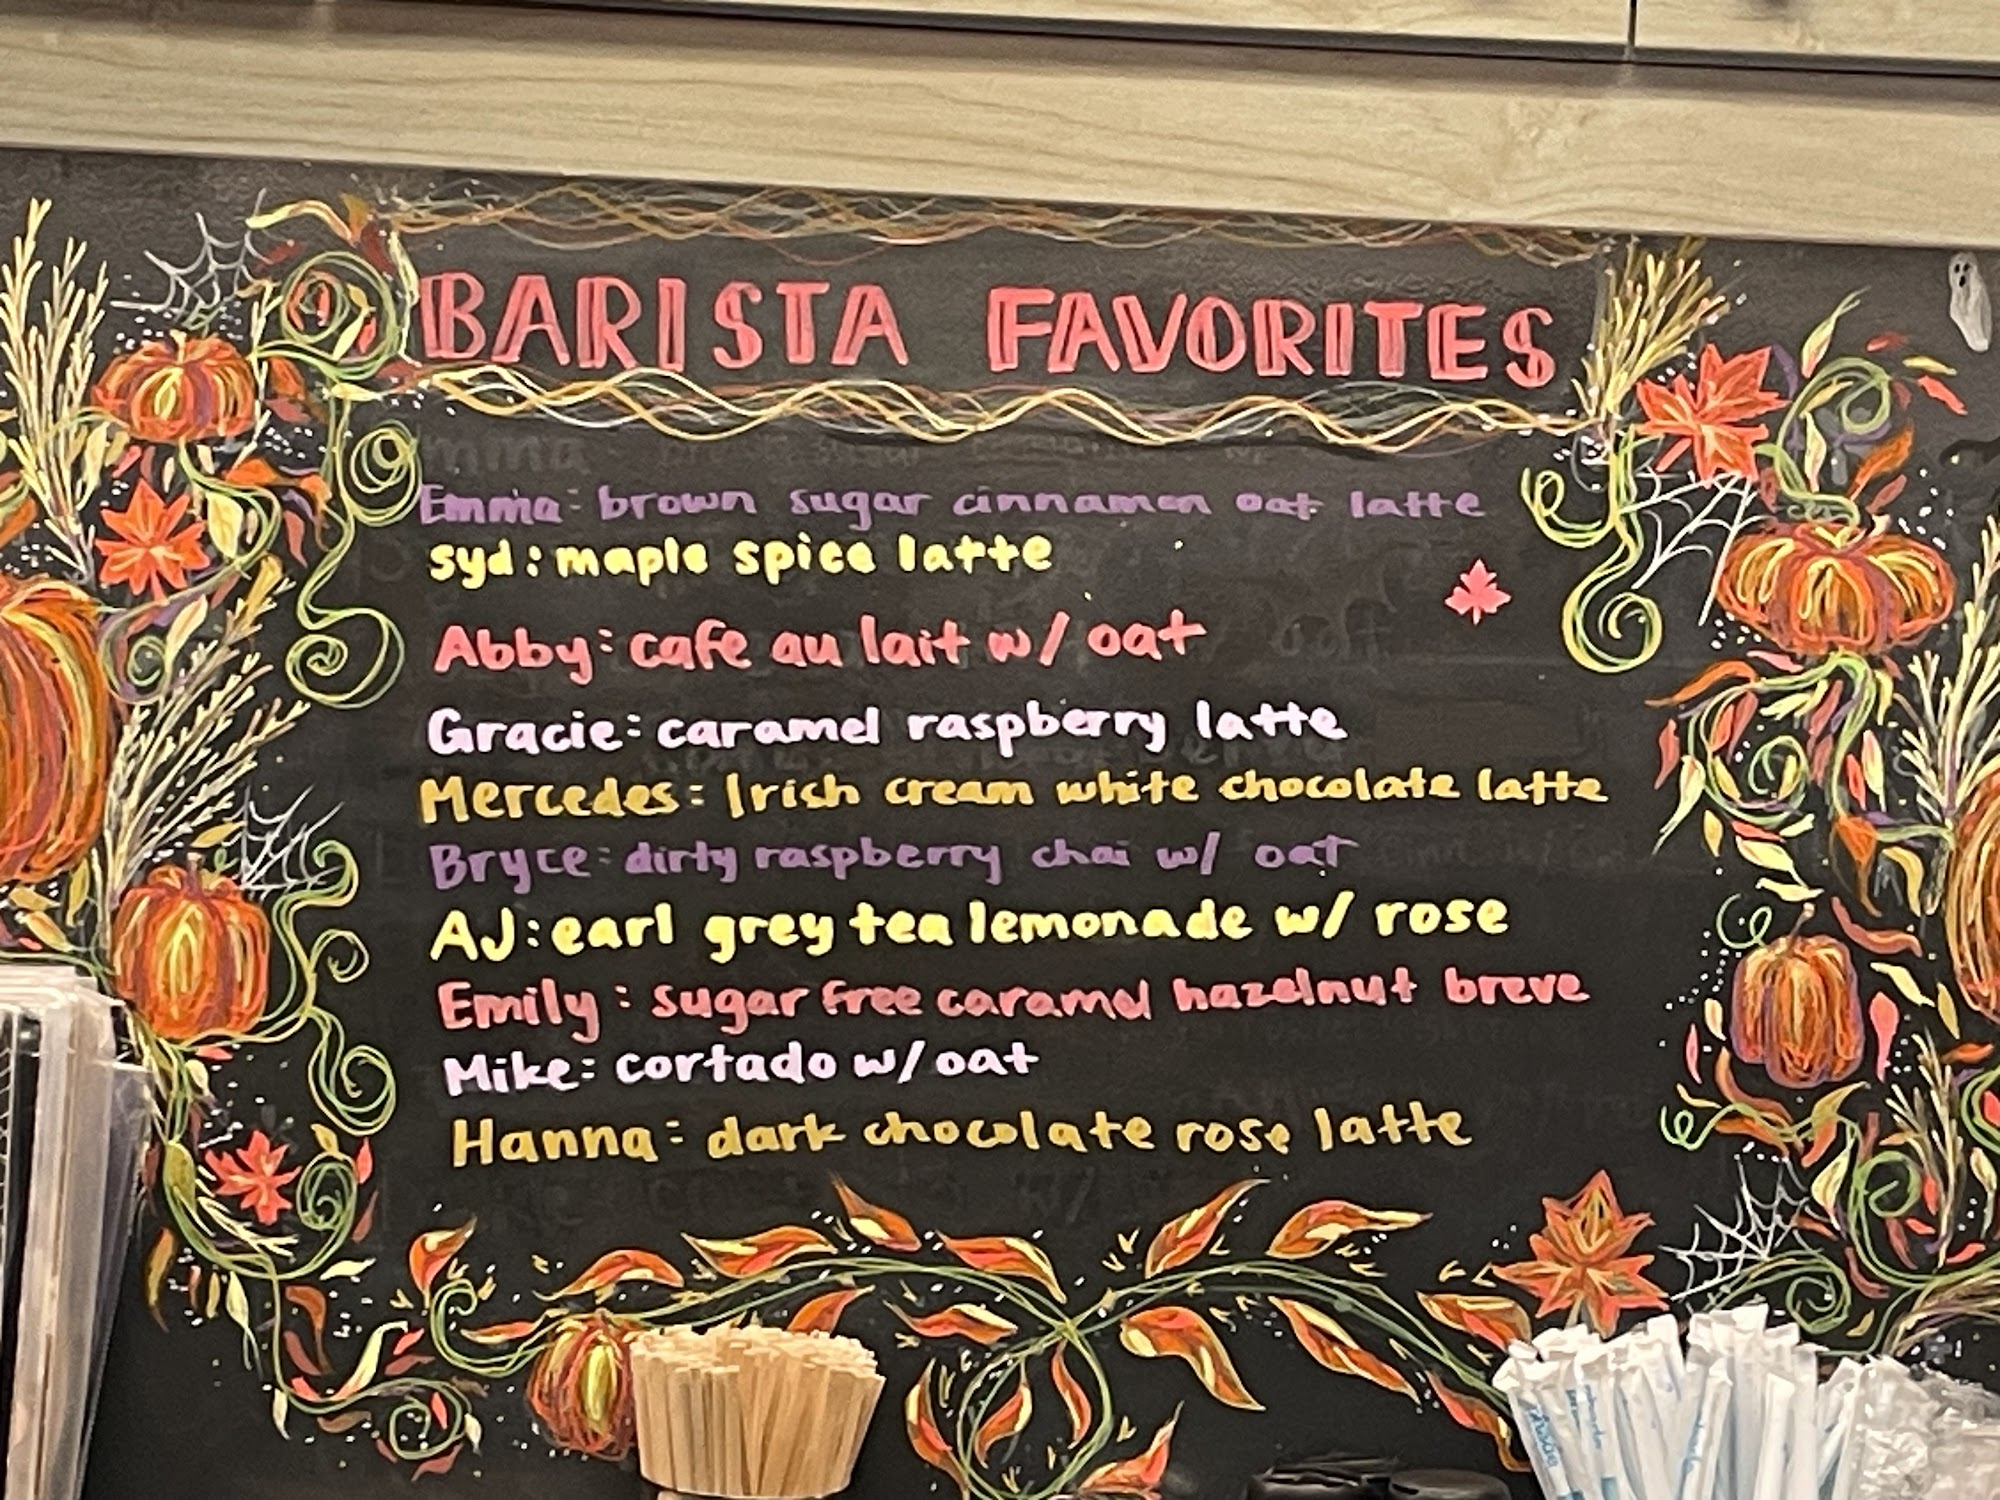 BARISTA FAVORITES
Emma: brown sugar cinnamon oat latte
syd: maple spice latte
Abby: cafe au lait w/ oat
Gracie: caramel raspberry latte
Mercedes: Irish cream white chocolate latte
Bryce: dirty raspberry chai w/ oat
AJ: earl grey tea lemonade w/ rose
Emily: sugar free caramel hazelnut breve
Mike: cortado w/ oat
Hanna: dark chocolate rose latte